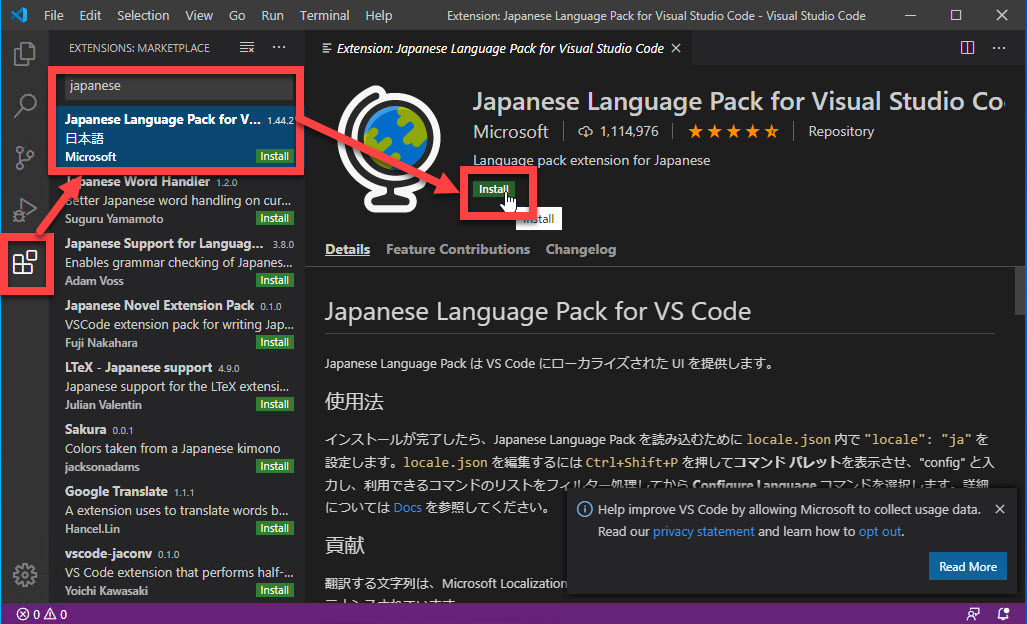 File Edit Selection View Go Run Terminal Help Extension: Japanese Language Pack for Visual Studio Code - Visual Studio Code
EXTENSIONS: MARKETPLACE
japanese
Japanese Language Pack for V... 1.44.2
日本語
Microsoft Install
Japanese Word Handler 1.2.0
Better Japanese word handling on cur...
Suguru Yamamoto Install
Japanese Support for Languag... 3.8.0
Enables grammar checking of Japanes...
Adam Voss Install
Japanese Novel Extension Pack 0.1.0
VSCode extension pack for writing Jap...
Fuji Nakahara Install
LTeX - Japanese support 4.9.0
Japanese support for the LTeX extensi...
Julian Valentin Install
Sakura 0.0.1
Colors taken from a Japanese kimono
jacksonadams Install
Google Translate 1.1.1
A extension uses to translate words b...
Hancel.Lin Install
vscode-jaconv 0.1.0
VS Code extension that performs half-...
Yoichi Kawasaki Install
Extension: Japanese Language Pack for Visual Studio Code
Japanese Language Pack for Visual Studio Co
Microsoft 1,114,976 Repository
Language pack extension for Japanese
Install
Install
Details Feature Contributions Changelog
Japanese Language Pack for VS Code
Japanese Language Pack は VS Code にローカライズされた UI を提供します。
使用法
インストールが完了したら、Japanese Language Pack を読み込むために locale.json 内で "locale": "ja" を
設定します。locale.json を編集するには Ctrl+Shift+P を押してコマンド パレットを表示させ、"config" と入
力し、利用できるコマンドのリストをフィルター処理してから Configure Language コマンドを選択します。詳細
については Docs を参照してください。
貢献
翻訳する文字列は、Microsoft Localization
Help improve VS Code by allowing Microsoft to collect usage data.
Read our privacy statement and learn how to opt out.
Read More
0 0